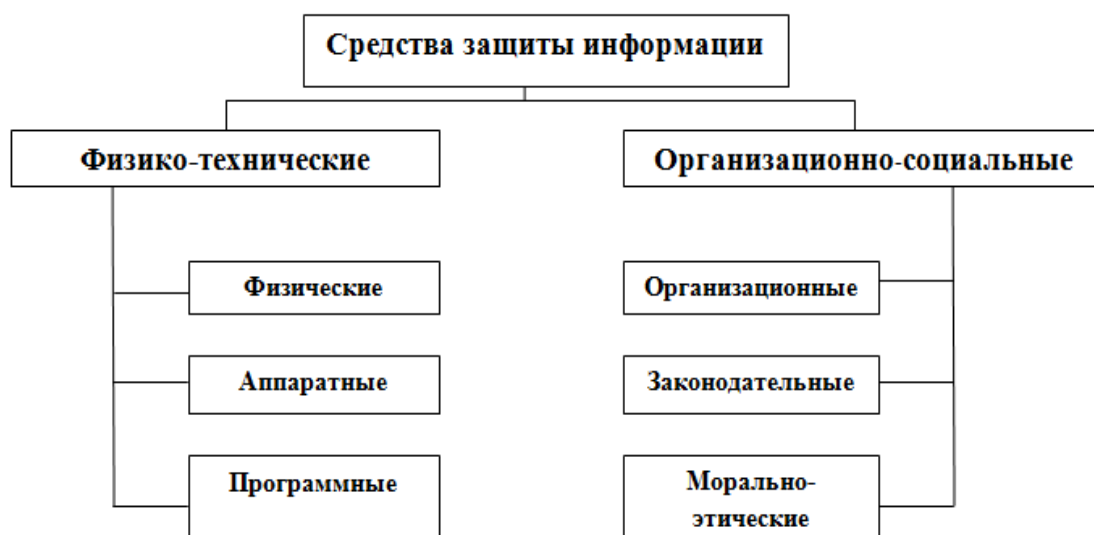 Средства защиты информации
Физико-технические
Организационно-социальные
Физические
Организационные
Аппаратные
Законодательные
Программные
Морально-
этические